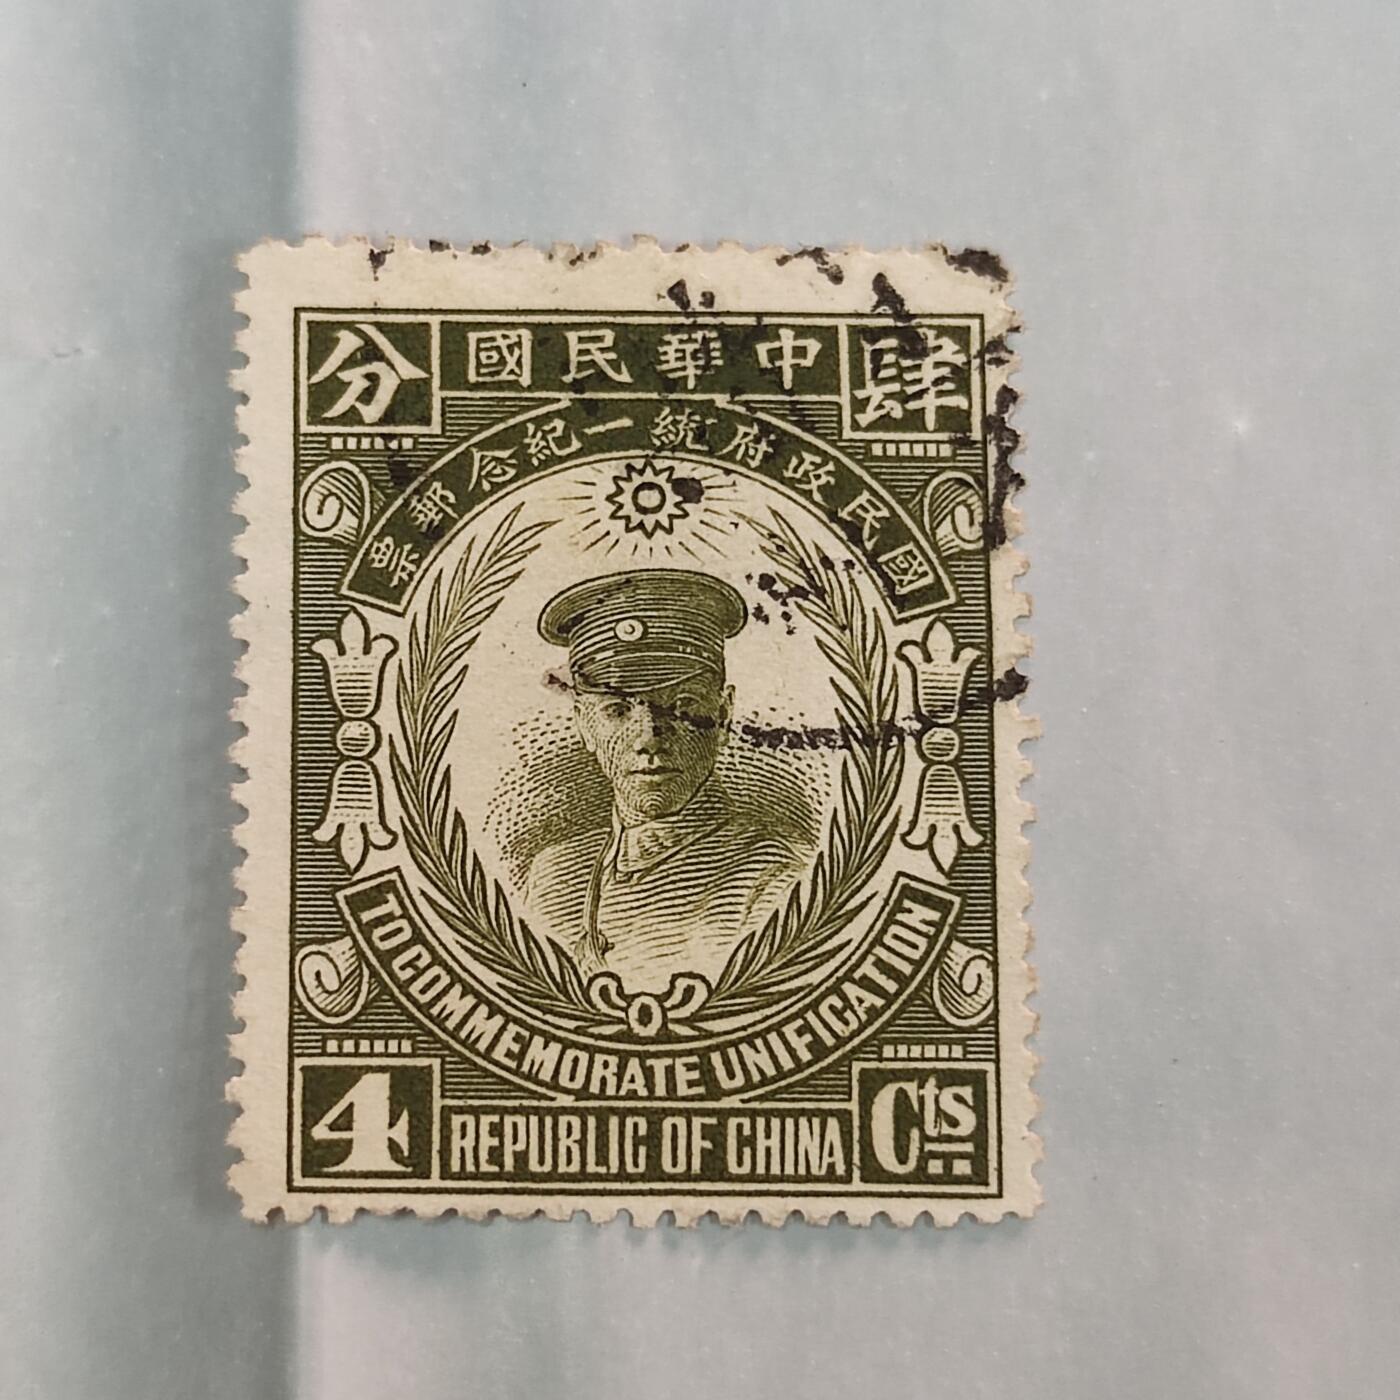 肆分
中華民國
國民政府統一紀念郵票
TO COMMEMORATE UNIFICATION
4 Cts
REPUBLIC OF CHINA